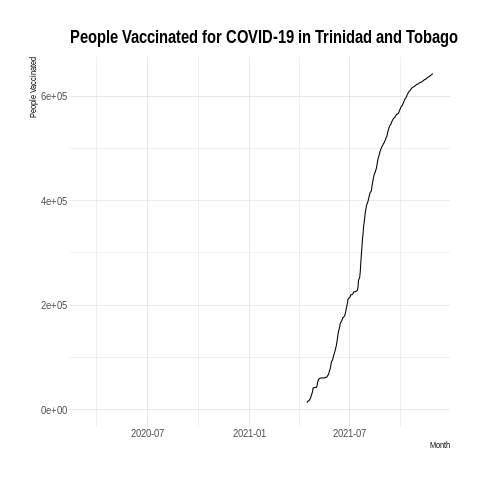 People Vaccinated for COVID-19 in Trinidad and Tobago
People Vaccinated
6e+05
4e+05
2e+05
0e+00
2020-07 2021-01 2021-07
Month